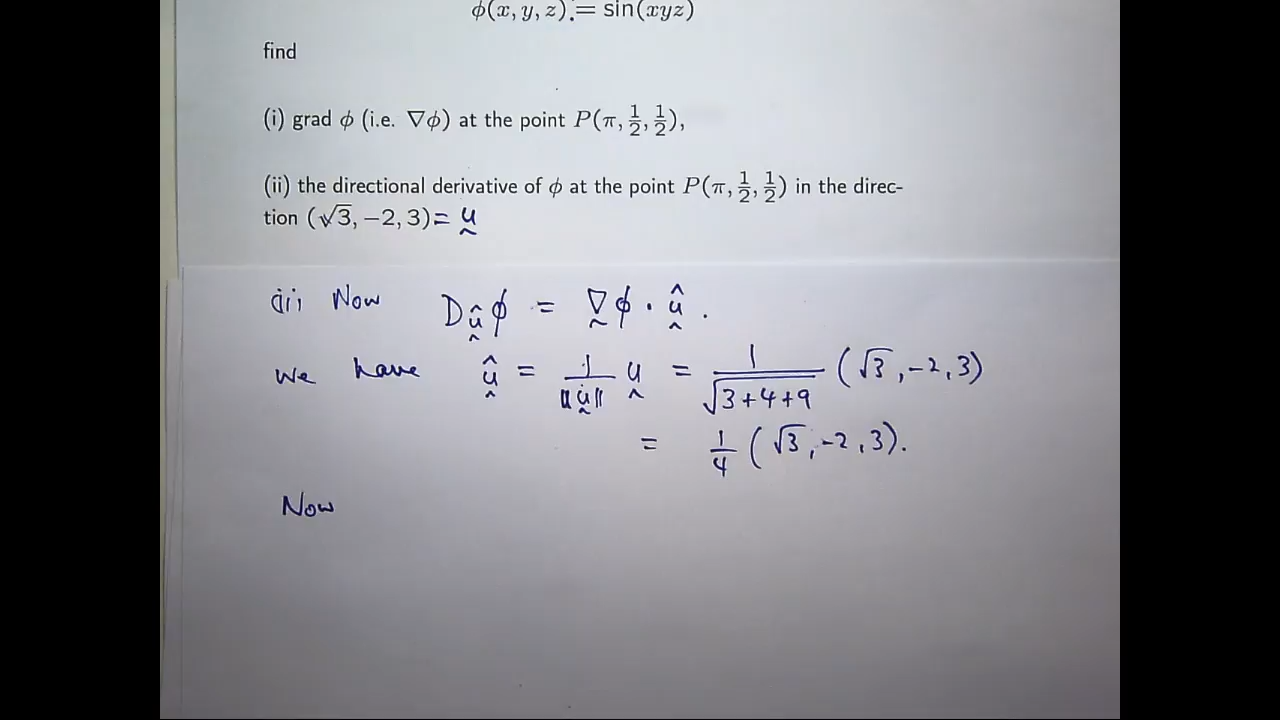 ϕ(x, y, z) := sin(xyz)
find
(i) grad ϕ (i.e. ∇ϕ) at the point P(π, 1/2, 1/2),
(ii) the directional derivative of ϕ at the point P(π, 1/2, 1/2) in the direc-
tion (√3, −2, 3) = ṵ
(ii) Now D_ṵ̂ ϕ = ∇̰ϕ · ṵ̂ .
We have ṵ̂ = 1/‖ṵ‖ ṵ = 1/√(3+4+9) (√3, -2, 3)
= 1/4 (√3, -2, 3).
Now